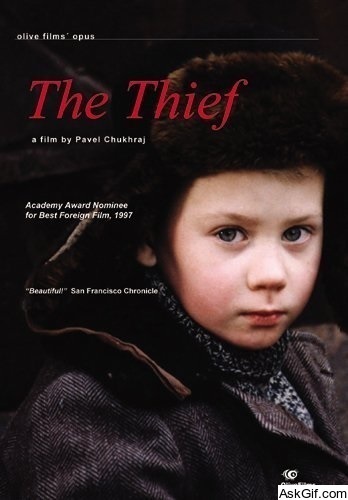 olive films' opus
The Thief
a film by Pavel Chukhraj
Academy Award Nominee
for Best Foreign Film, 1997
"Beautiful!" San Francisco Chronicle
OliveFilms
AskGif.com